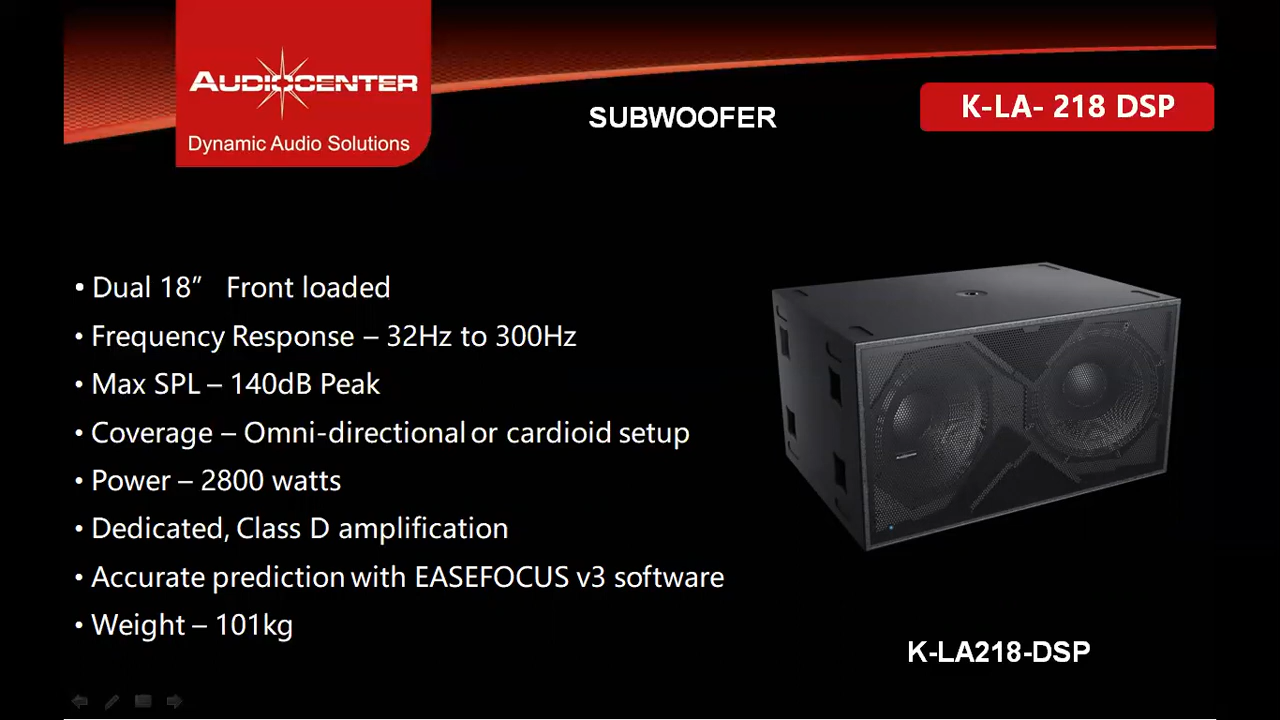 AUDIOCENTER
Dynamic Audio Solutions
SUBWOOFER
K-LA- 218 DSP
• Dual 18” Front loaded
• Frequency Response – 32Hz to 300Hz
• Max SPL – 140dB Peak
• Coverage – Omni-directional or cardioid setup
• Power – 2800 watts
• Dedicated, Class D amplification
• Accurate prediction with EASEFOCUS v3 software
• Weight – 101kg
AUDIOCENTER
K-LA218-DSP